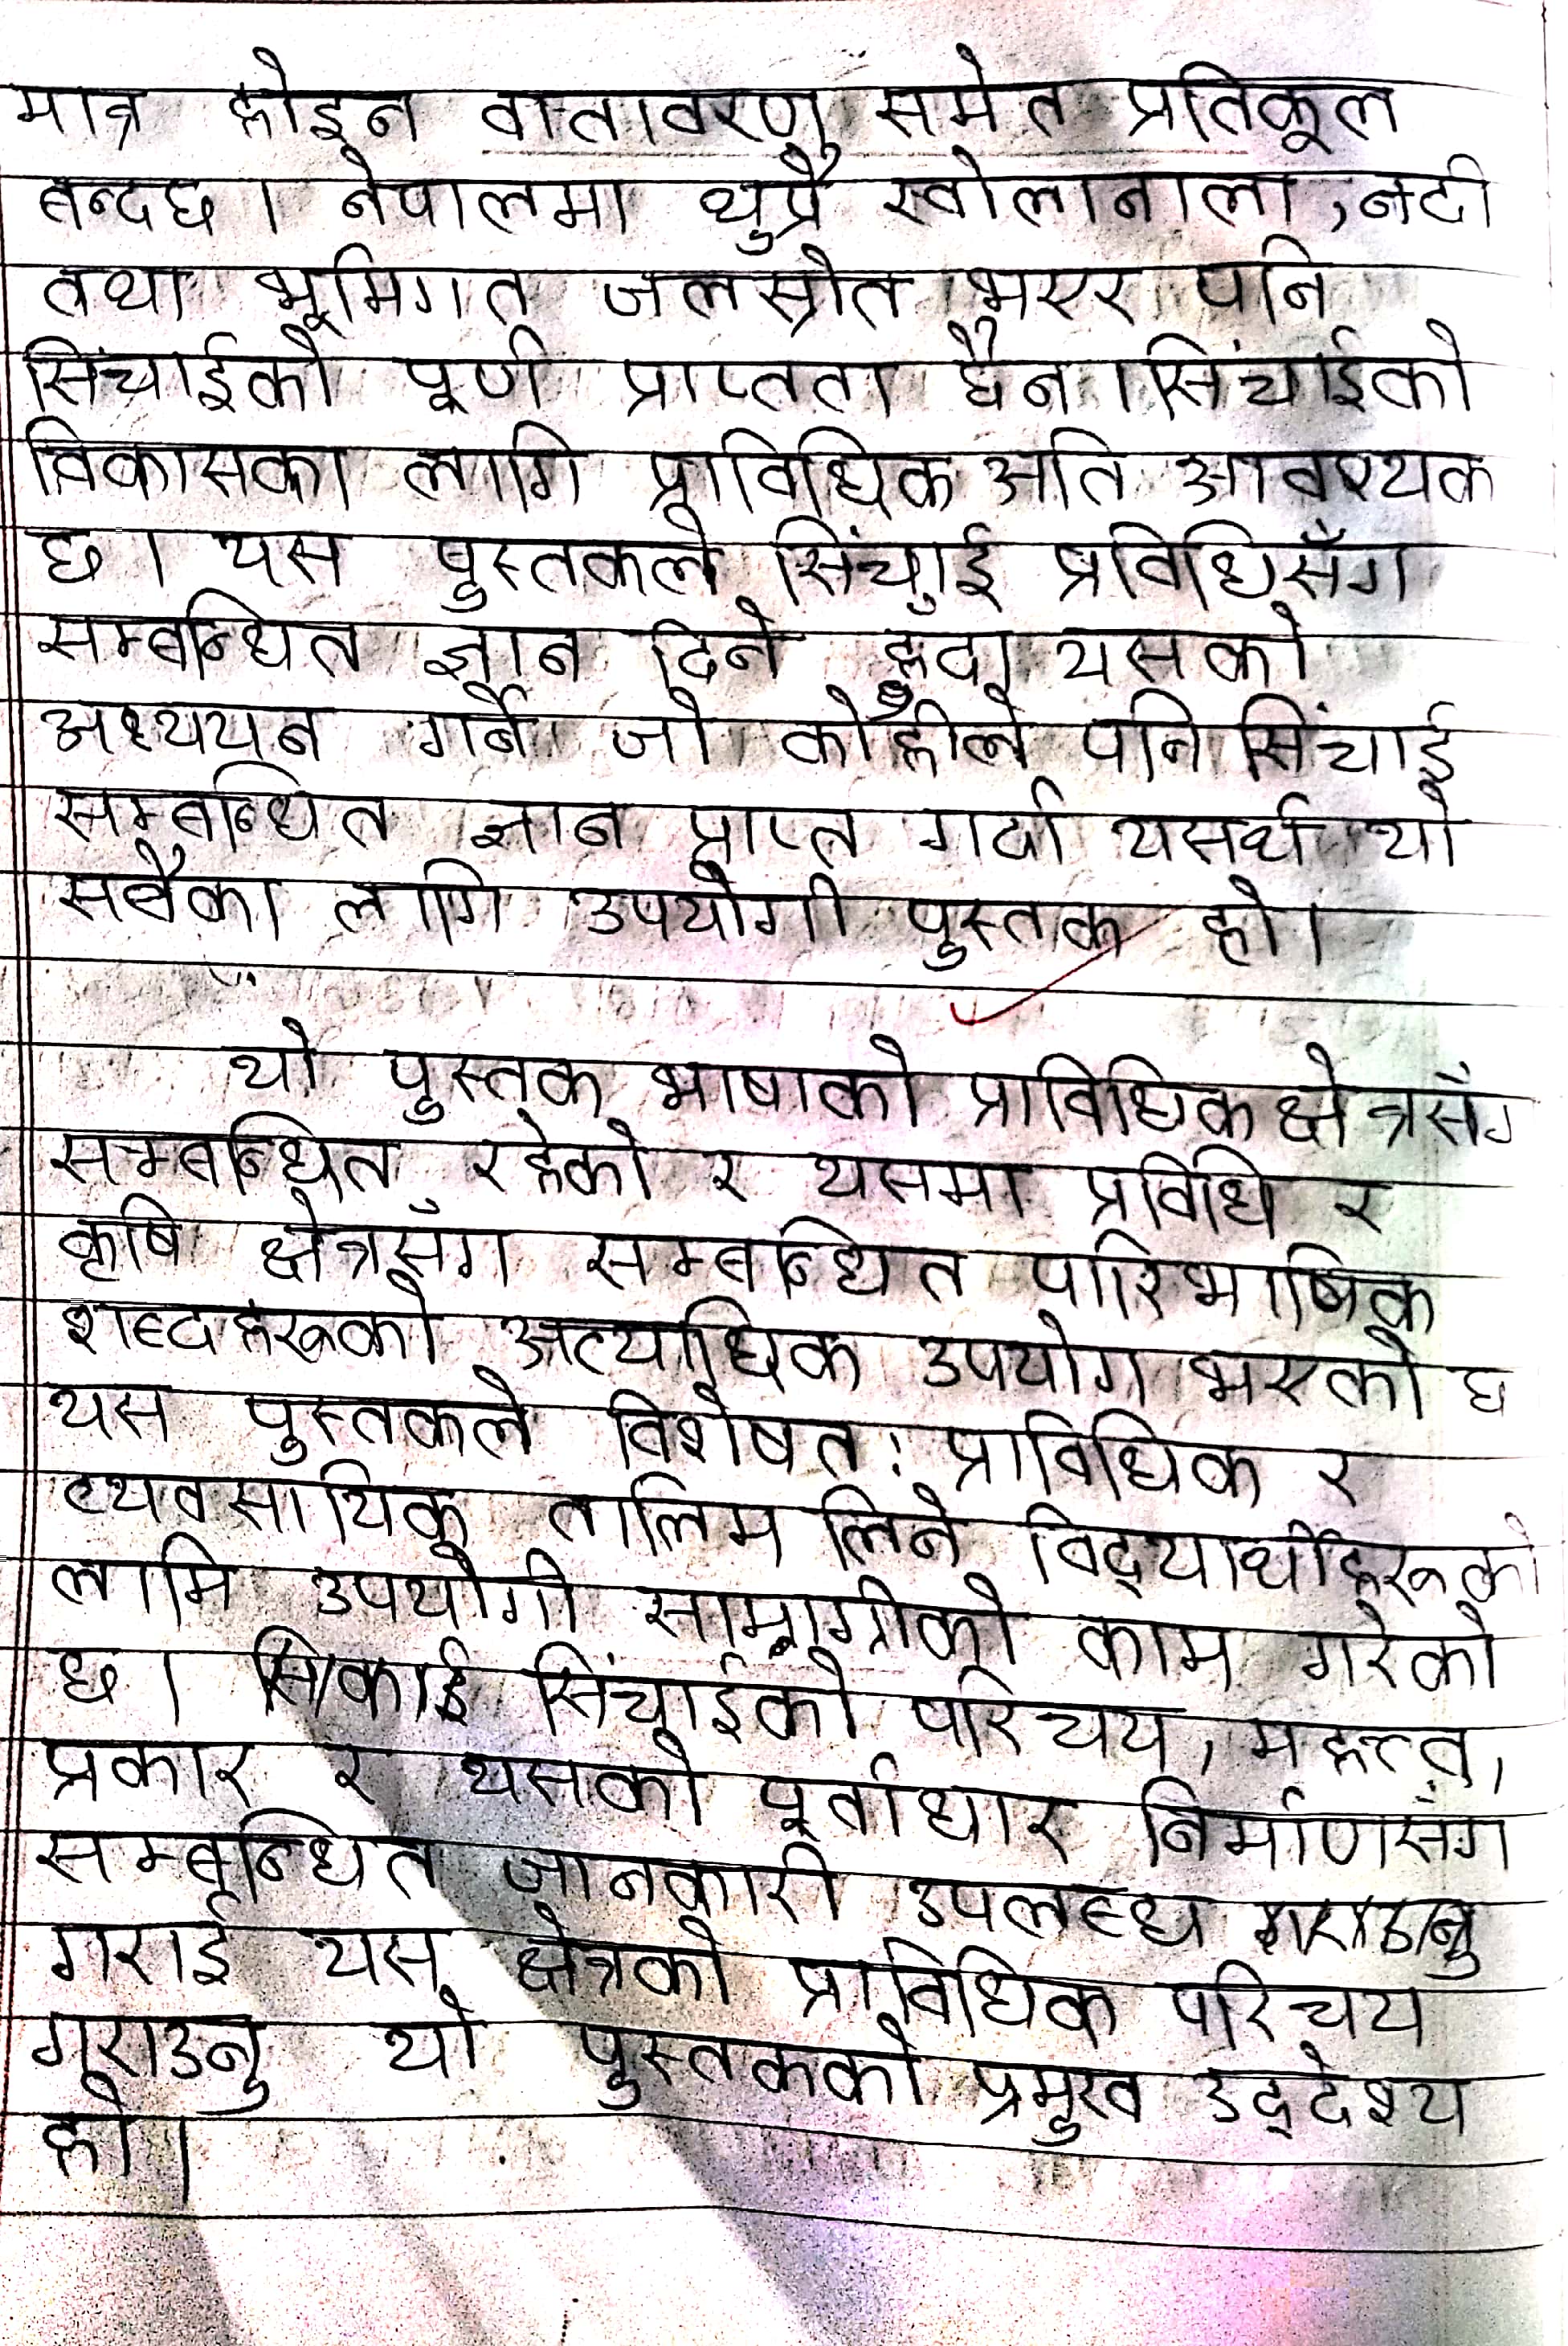 मात्र होइन वातावरण समेत प्रतिकूल
बन्दछ। नेपालमा थुप्रै खोलानाला, नदी
तथा भूमिगत जलस्रोत भएर पनि
सिंचाईको पूर्ण प्राप्तता छैन। सिंचाईको
विकासका लागि प्राविधिक अति आवश्यक
छ। यस पुस्तकले सिंचाई प्रविधिसँग
सम्बन्धित ज्ञान दिने हुँदा यसको
अध्ययन गर्ने जो कोहीले पनि सिंचाई
सम्बन्धित ज्ञान प्राप्त गर्दा यसर्थ यो
सबैका लागि उपयोगी पुस्तक हो।
यो पुस्तक भाषाको प्राविधिक क्षेत्रसँग
सम्बन्धित रहेको र यसमा प्रविधि र
कृषि क्षेत्रसँग सम्बन्धित पारिभाषिक
शब्दहरूको अत्याधिक उपयोग भएको छ
यस पुस्तकले विशेषत: प्राविधिक र
व्यवसायिक तालिम लिने विद्यार्थीहरूको
लामि उपयोगी सामाग्रीको काम गरेको
छ। सिंचाईको परिचय, महत्त्व,
प्रकार र यसको पूर्वाधार निर्माणसँग
सम्बन्धित जानकारी उपलब्ध
गराई यस क्षेत्रको प्राविधिक परिचय
गराउनु यो पुस्तकको प्रमुख उद्देश्य
हो।